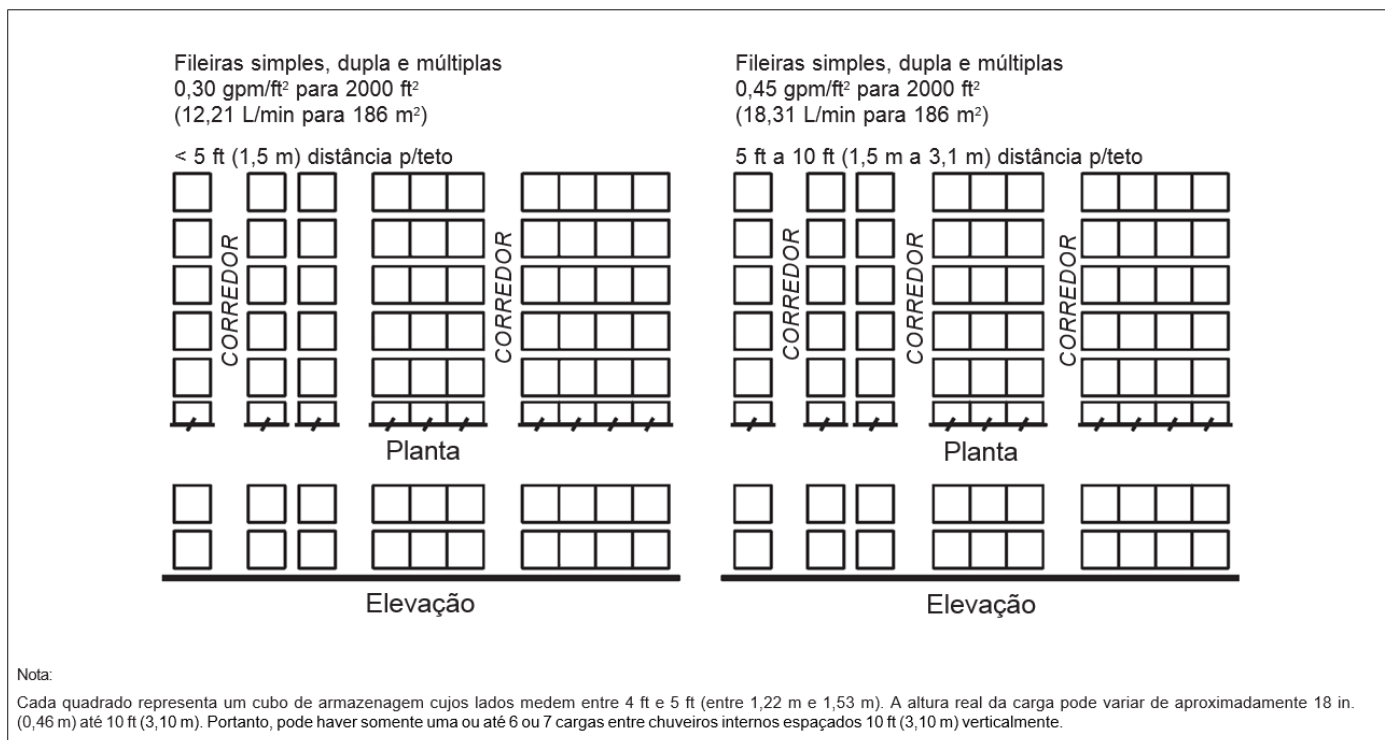 Fileiras simples, dupla e múltiplas
0,30 gpm/ft² para 2000 ft²
(12,21 L/min para 186 m²)
< 5 ft (1,5 m) distância p/teto
CORREDOR
CORREDOR
Planta
Elevação
Fileiras simples, dupla e múltiplas
0,45 gpm/ft² para 2000 ft²
(18,31 L/min para 186 m²)
5 ft a 10 ft (1,5 m a 3,1 m) distância p/teto
CORREDOR
CORREDOR
CORREDOR
Planta
Elevação
Nota:
Cada quadrado representa um cubo de armazenagem cujos lados medem entre 4 ft e 5 ft (entre 1,22 m e 1,53 m). A altura real da carga pode variar de aproximadamente 18 in.
(0,46 m) até 10 ft (3,10 m). Portanto, pode haver somente uma ou até 6 ou 7 cargas entre chuveiros internos espaçados 10 ft (3,10 m) verticalmente.